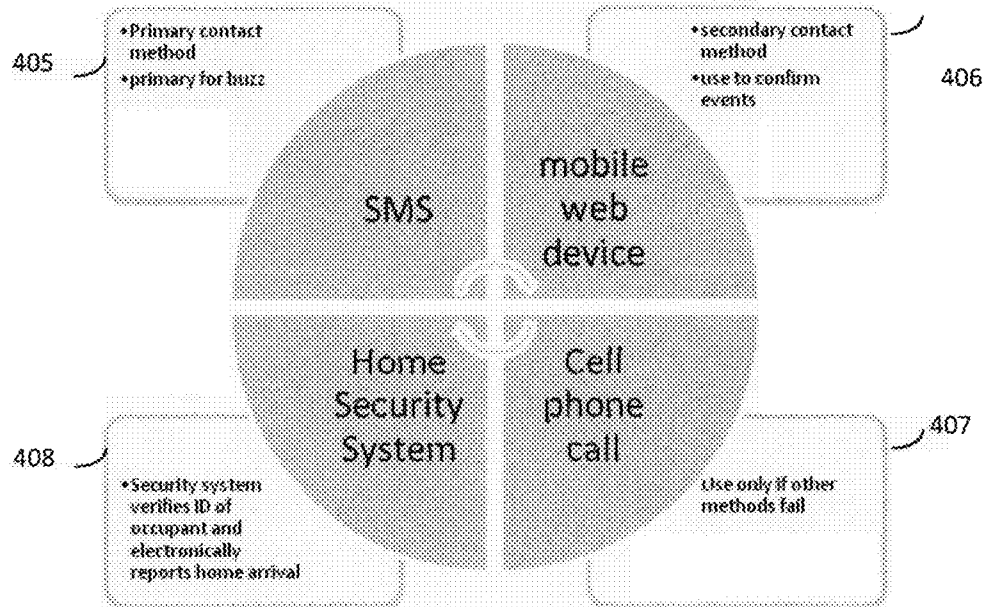 405
•Primary contact
method
•primary for buzz
•secondary contact
method
•use to confirm
events
406
SMS
mobile
web
device
Home
Security
System
Cell
phone
call
408
•Security system
verifies ID of
occupant and
electronically
reports home arrival
407
Use only if other
methods fail